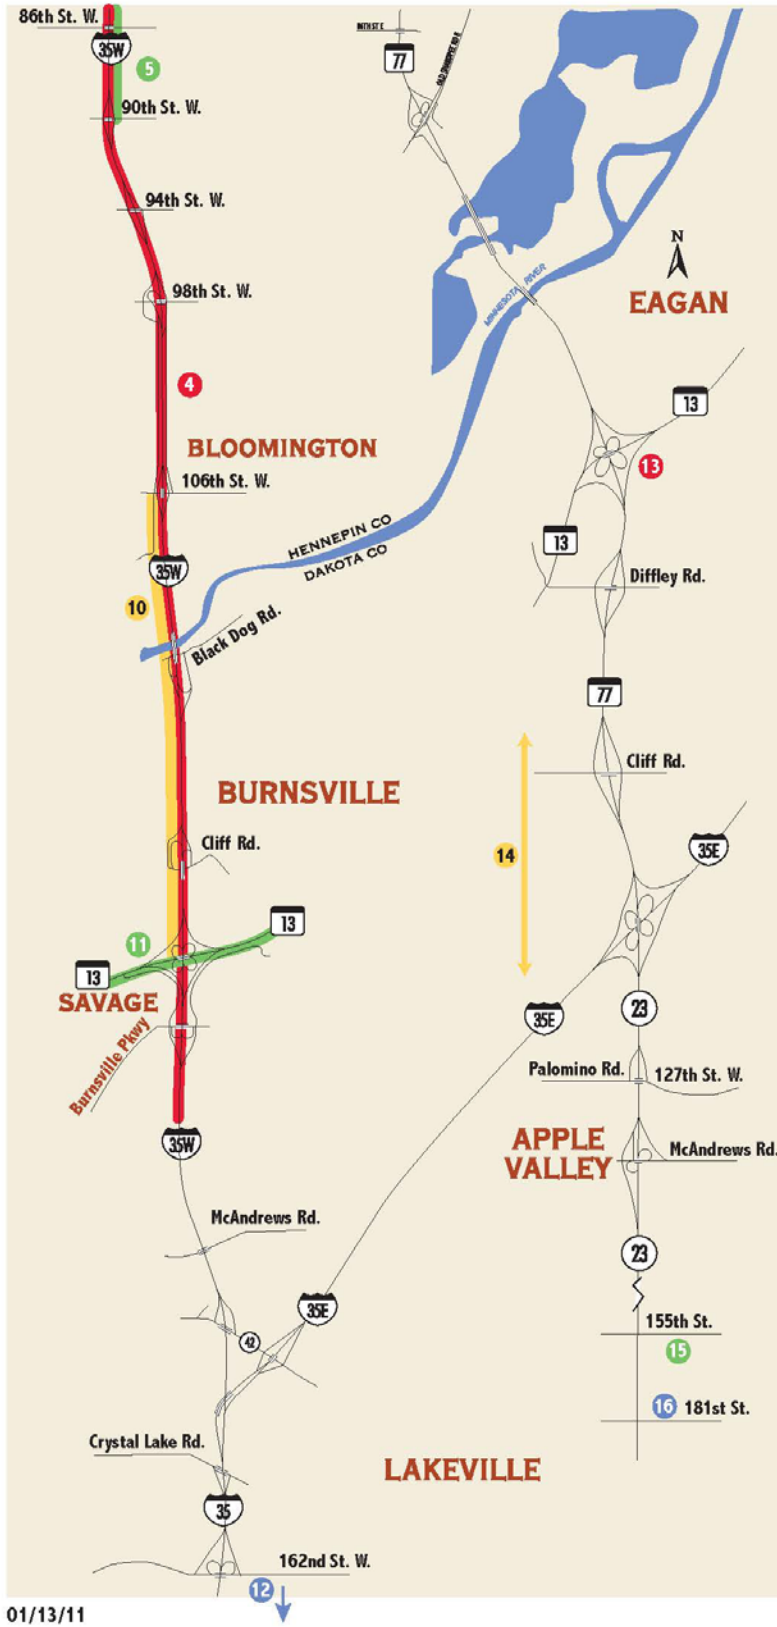 86th St. W.
35W
5
90th St. W.
94th St. W.
98th St. W.
4
BLOOMINGTON
106th St. W.
35W
10
HENNEPIN CO
DAKOTA CO
Black Dog Rd.
BURNSVILLE
Cliff Rd.
13
11
13
SAVAGE
Burnsville Pkwy
35W
McAndrews Rd.
35E
42
Crystal Lake Rd.
35
162nd St. W.
12
77
MINNESOTA RIVER
N
EAGAN
13
13
13
Diffley Rd.
77
Cliff Rd.
14
35E
23
35E
Palomino Rd.
127th St. W.
APPLE
VALLEY
McAndrews Rd.
23
155th St.
15
16
181st St.
LAKEVILLE
01/13/11